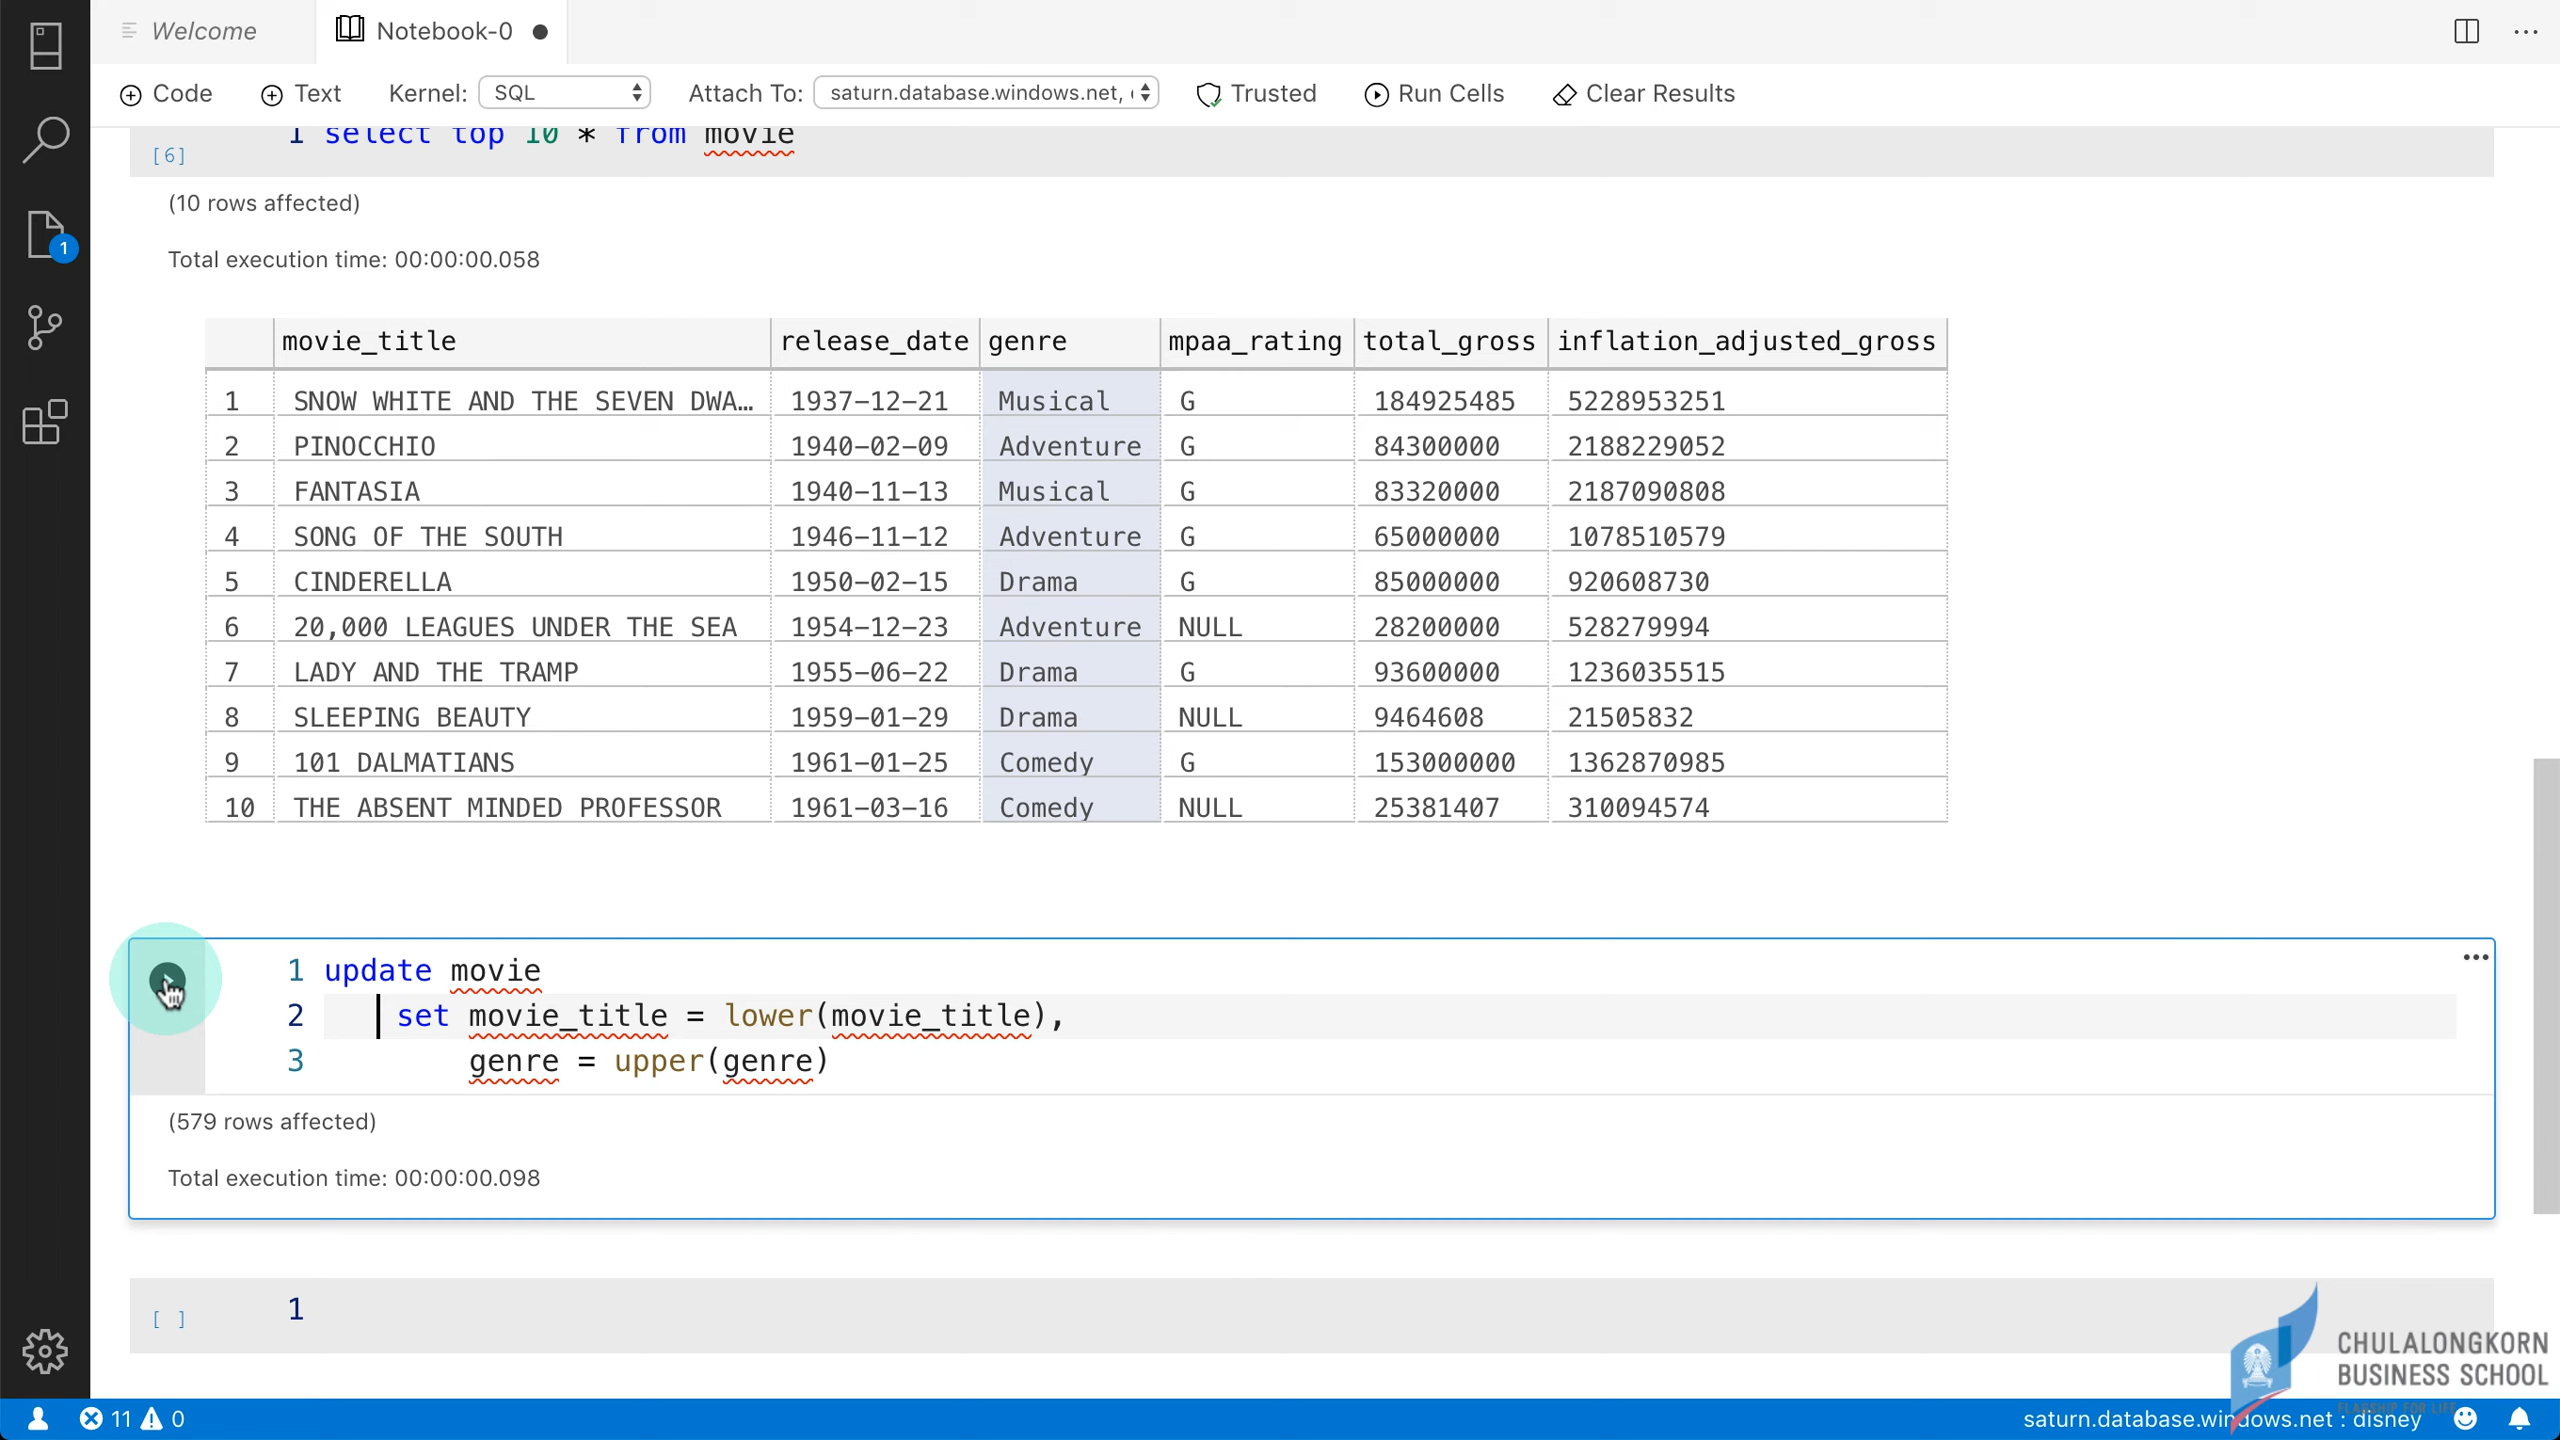 Welcome
Notebook-0
Code Text Kernel: SQL Attach To: saturn.database.windows.net, Trusted Run Cells Clear Results
1 select top 10 * from movie
[6]
(10 rows affected)
Total execution time: 00:00:00.058
movie_title release_date genre mpaa_rating total_gross inflation_adjusted_gross
1 SNOW WHITE AND THE SEVEN DWA… 1937-12-21 Musical G 184925485 5228953251
2 PINOCCHIO 1940-02-09 Adventure G 84300000 2188229052
3 FANTASIA 1940-11-13 Musical G 83320000 2187090808
4 SONG OF THE SOUTH 1946-11-12 Adventure G 65000000 1078510579
5 CINDERELLA 1950-02-15 Drama G 85000000 920608730
6 20,000 LEAGUES UNDER THE SEA 1954-12-23 Adventure NULL 28200000 528279994
7 LADY AND THE TRAMP 1955-06-22 Drama G 93600000 1236035515
8 SLEEPING BEAUTY 1959-01-29 Drama NULL 9464608 21505832
9 101 DALMATIANS 1961-01-25 Comedy G 153000000 1362870985
10 THE ABSENT MINDED PROFESSOR 1961-03-16 Comedy NULL 25381407 310094574
1 update movie
2 set movie_title = lower(movie_title),
3 genre = upper(genre)
(579 rows affected)
Total execution time: 00:00:00.098
[ ] 1
CHULALONGKORN
BUSINESS SCHOOL
FLAGSHIP FOR LIFE
1
11 0
saturn.database.windows.net : disney